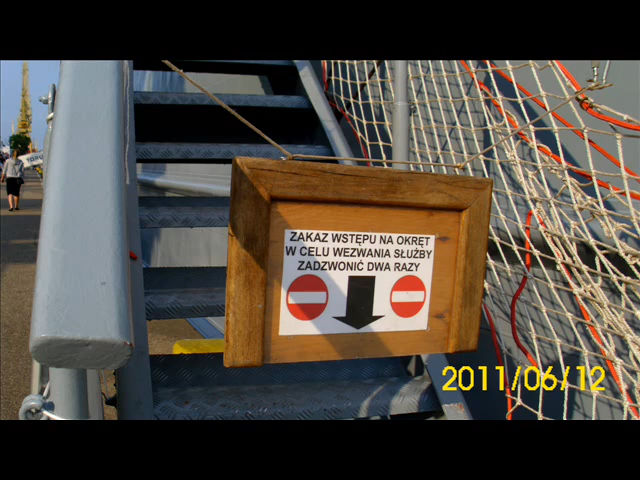 ZAKAZ WSTĘPU NA OKRĘT
W CELU WEZWANIA SŁUŻBY
ZADZWONIĆ DWA RAZY
2011/06/12